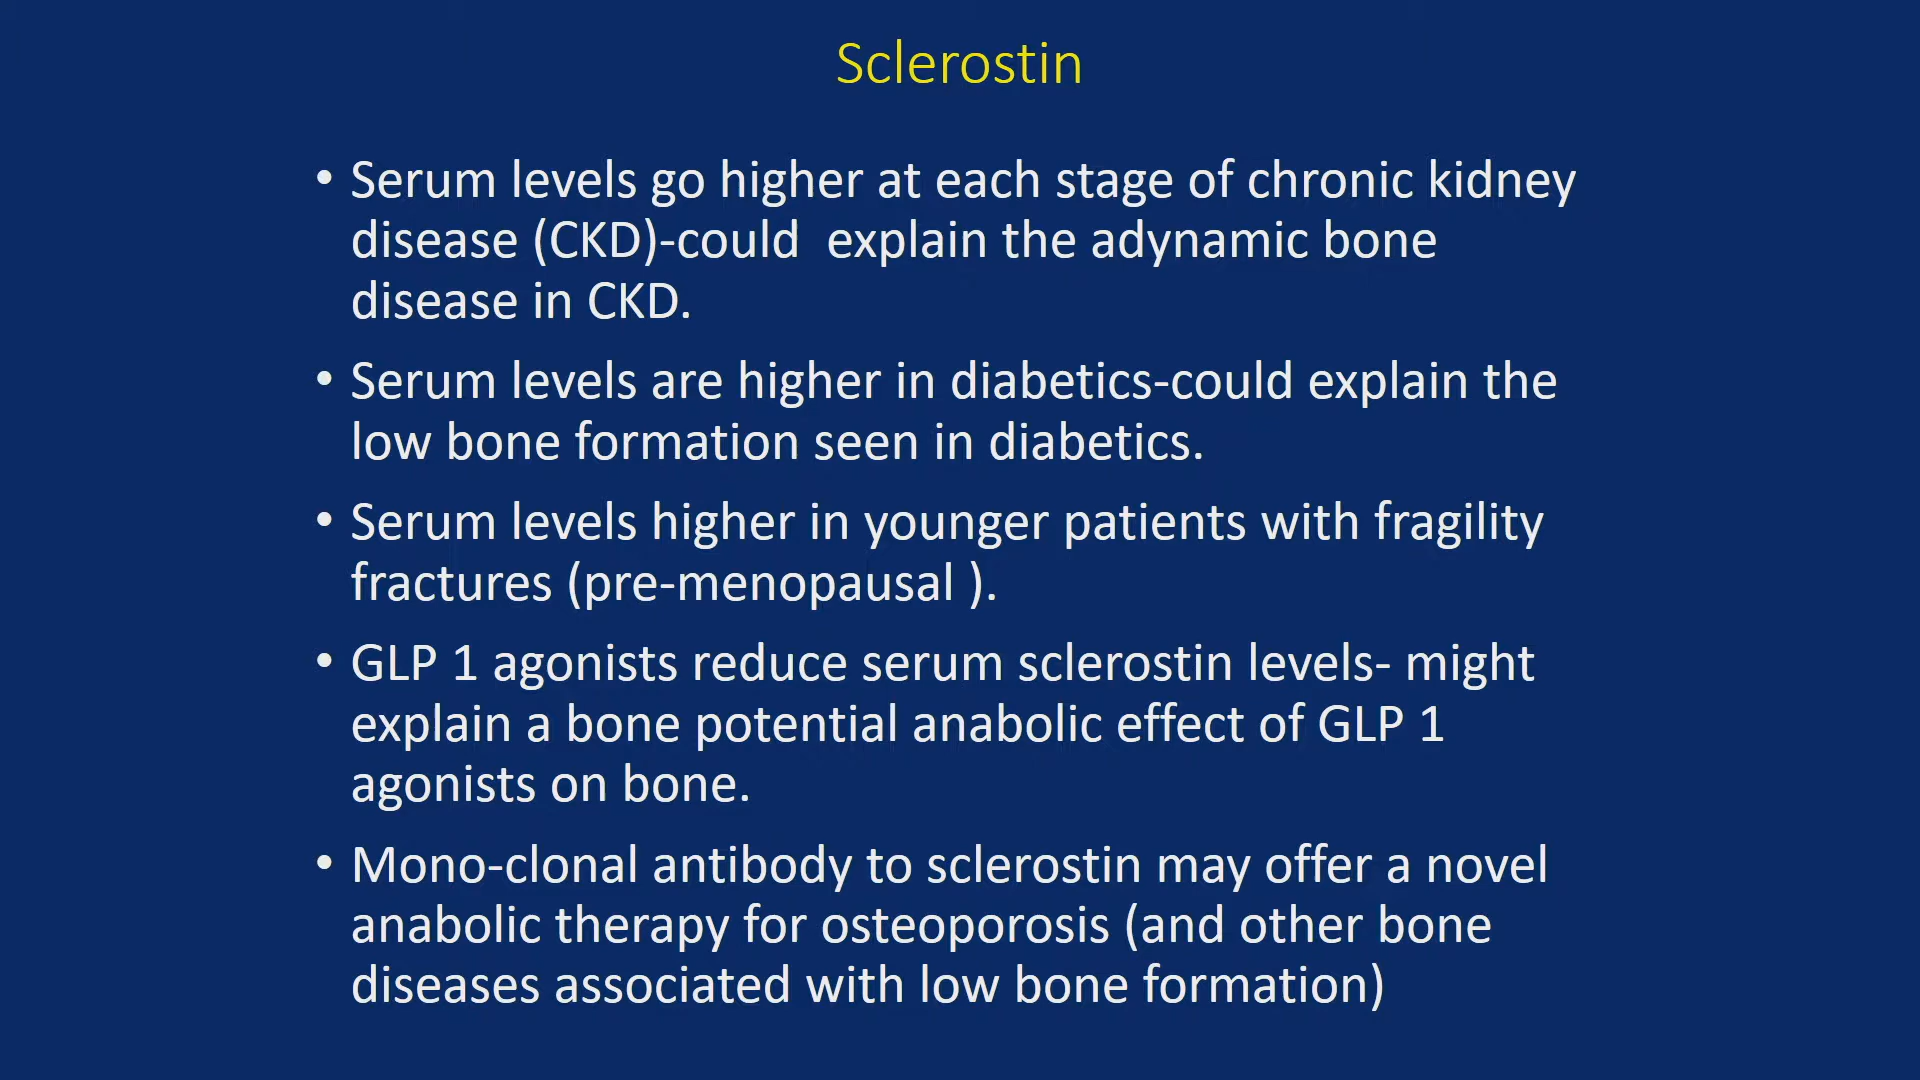 Sclerostin
• Serum levels go higher at each stage of chronic kidney
disease (CKD)-could  explain the adynamic bone
disease in CKD.
• Serum levels are higher in diabetics-could explain the
low bone formation seen in diabetics.
• Serum levels higher in younger patients with fragility
fractures (pre-menopausal ).
• GLP 1 agonists reduce serum sclerostin levels- might
explain a bone potential anabolic effect of GLP 1
agonists on bone.
• Mono-clonal antibody to sclerostin may offer a novel
anabolic therapy for osteoporosis (and other bone
diseases associated with low bone formation)